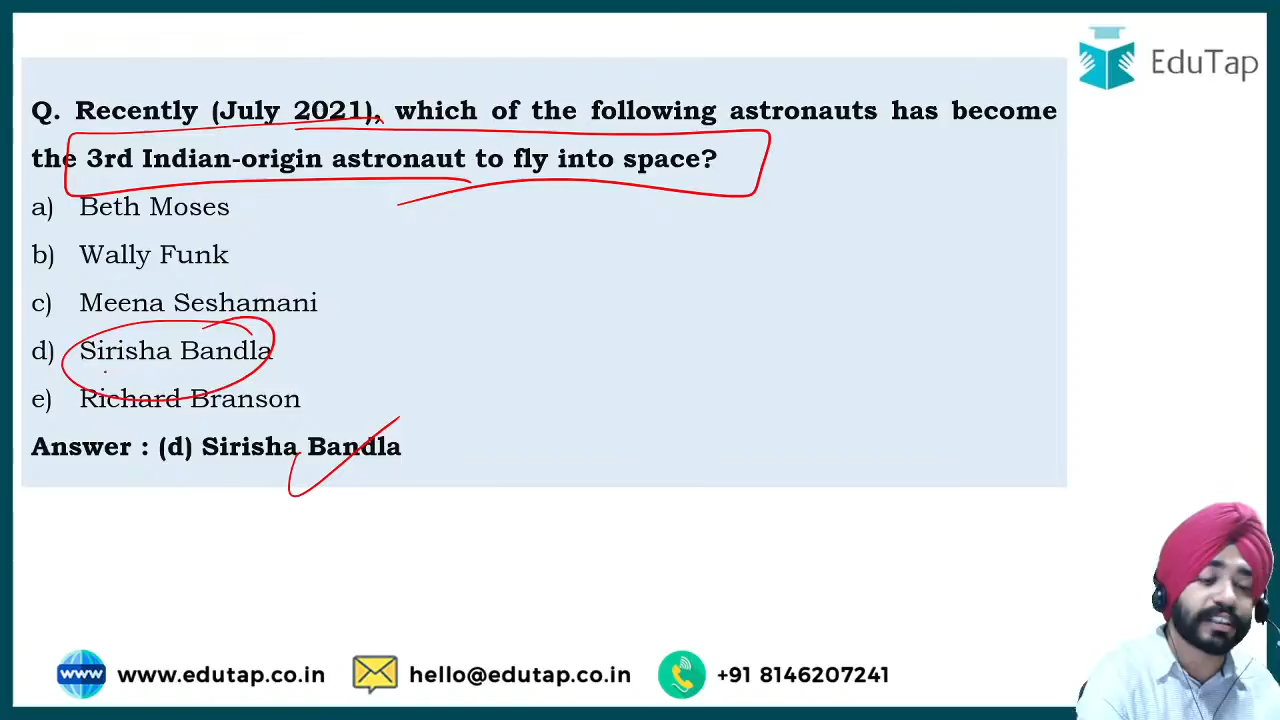 EduTap
Q. Recently (July 2021), which of the following astronauts has become
the 3rd Indian-origin astronaut to fly into space?
a) Beth Moses
b) Wally Funk
c) Meena Seshamani
d) Sirisha Bandla
e) Richard Branson
Answer : (d) Sirisha Bandla
www www.edutap.co.in hello@edutap.co.in +91 8146207241